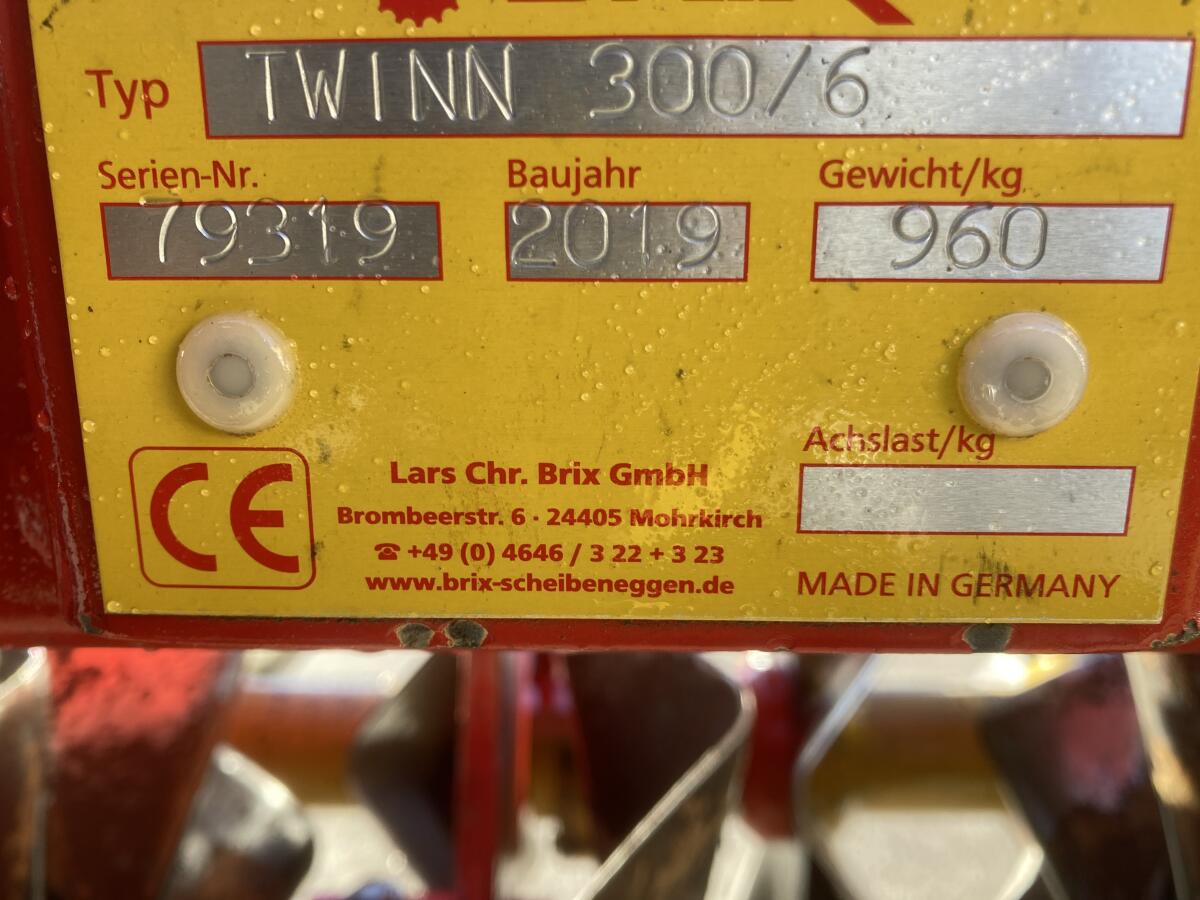 Typ TWINN 300/6
Serien-Nr. Baujahr Gewicht/kg
79319 2019 960
Achslast/kg
CE
Lars Chr. Brix GmbH
Brombeerstr. 6 · 24405 Mohrkirch
☎ +49 (0) 4646 / 3 22 + 3 23
www.brix-scheibeneggen.de
MADE IN GERMANY